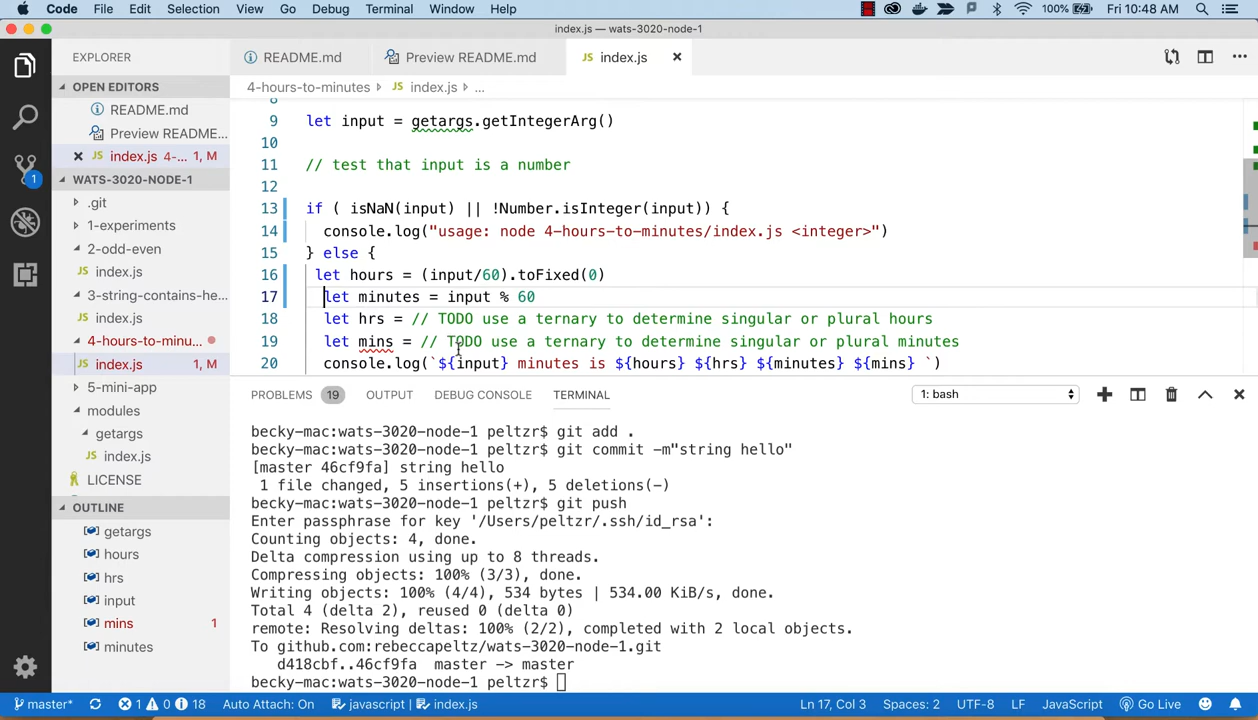 Code File Edit Selection View Go Debug Terminal Window Help 100% Fri 10:48 AM
index.js — wats-3020-node-1
EXPLORER
README.md Preview README.md JS index.js
OPEN EDITORS
README.md
Preview README...
JS index.js 4-... 1, M
WATS-3020-NODE-1
.git
1-experiments
2-odd-even
JS index.js
3-string-contains-he...
JS index.js
4-hours-to-minu...
JS index.js 1, M
5-mini-app
modules
getargs
JS index.js
LICENSE
OUTLINE
getargs
hours
hrs
input
mins 1
minutes
1
4-hours-to-minutes › JS index.js › ...
8
9 let input = getargs.getIntegerArg()
10
11 // test that input is a number
12
13 if ( isNaN(input) || !Number.isInteger(input)) {
14 console.log("usage: node 4-hours-to-minutes/index.js <integer>")
15 } else {
16 let hours = (input/60).toFixed(0)
17 let minutes = input % 60
18 let hrs = // TODO use a ternary to determine singular or plural hours
19 let mins = // TODO use a ternary to determine singular or plural minutes
20 console.log(`${input} minutes is ${hours} ${hrs} ${minutes} ${mins} `)
PROBLEMS 19 OUTPUT DEBUG CONSOLE TERMINAL 1: bash
becky-mac:wats-3020-node-1 peltzr$ git add .
becky-mac:wats-3020-node-1 peltzr$ git commit -m"string hello"
[master 46cf9fa] string hello
1 file changed, 5 insertions(+), 5 deletions(-)
becky-mac:wats-3020-node-1 peltzr$ git push
Enter passphrase for key '/Users/peltzr/.ssh/id_rsa':
Counting objects: 4, done.
Delta compression using up to 8 threads.
Compressing objects: 100% (3/3), done.
Writing objects: 100% (4/4), 534 bytes | 534.00 KiB/s, done.
Total 4 (delta 2), reused 0 (delta 0)
remote: Resolving deltas: 100% (2/2), completed with 2 local objects.
To github.com:rebeccapeltz/wats-3020-node-1.git
d418cbf..46cf9fa master -> master
becky-mac:wats-3020-node-1 peltzr$
master* 1 0 18 Auto Attach: On javascript index.js Ln 17, Col 3 Spaces: 2 UTF-8 LF JavaScript Go Live